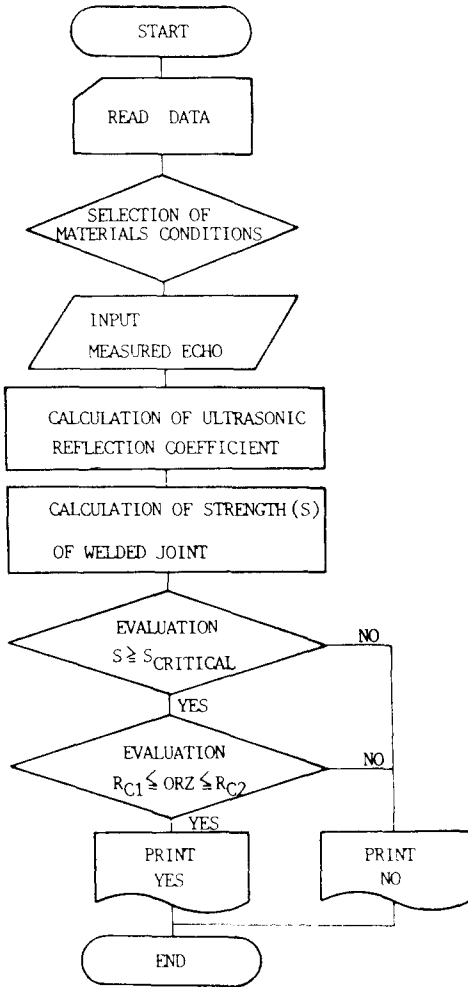 START
READ DATA
SELECTION OF
MATERIALS CONDITIONS
INPUT
MEASURED ECHO
CALCULATION OF ULTRASONIC
REFLECTION COEFFICIENT
CALCULATION OF STRENGTH(S)
OF WELDED JOINT
EVALUATION
S ≧ SCRITICAL
NO
YES
EVALUATION
RC1 ≦ ORZ ≦ RC2
NO
YES
PRINT
YES
PRINT
NO
END